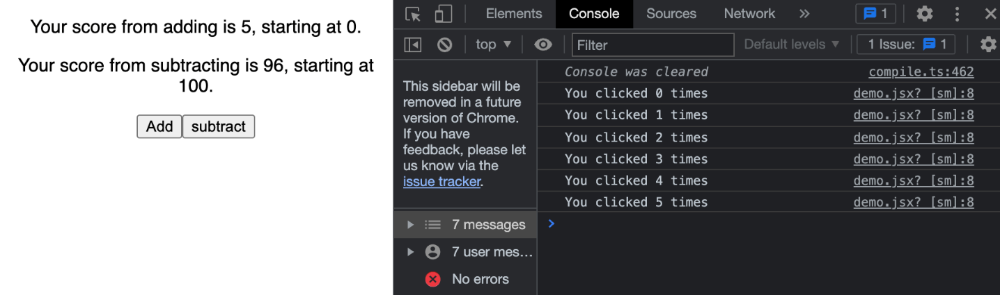 Your score from adding is 5, starting at 0.
Your score from subtracting is 96, starting at
100.
Add subtract
Elements Console Sources Network » 1
top ▼ Filter Default levels ▼ 1 Issue: 1
This sidebar will be
removed in a future
version of Chrome.
If you have
feedback, please let
us know via the
issue tracker.
7 messages
7 user mes…
No errors
Console was cleared compile.ts:462
You clicked 0 times demo.jsx? [sm]:8
You clicked 1 times demo.jsx? [sm]:8
You clicked 2 times demo.jsx? [sm]:8
You clicked 3 times demo.jsx? [sm]:8
You clicked 4 times demo.jsx? [sm]:8
You clicked 5 times demo.jsx? [sm]:8